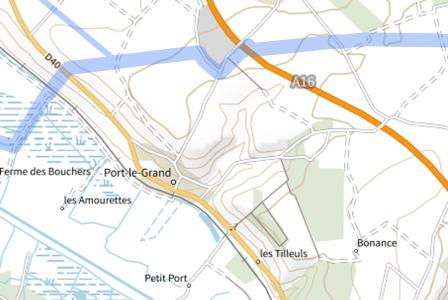 D40
A16
Ferme des Bouchers
Port-le-Grand
les Amourettes
Bonance
les Tilleuls
Petit Port